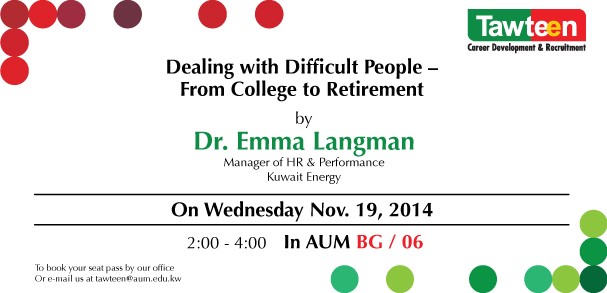 Tawteen
Career Development & Recruitment
Dealing with Difficult People –
From College to Retirement
by
Dr. Emma Langman
Manager of HR & Performance
Kuwait Energy
On Wednesday Nov. 19, 2014
2:00 - 4:00 In AUM BG / 06
To book your seat pass by our office
Or e-mail us at tawteen@aum.edu.kw